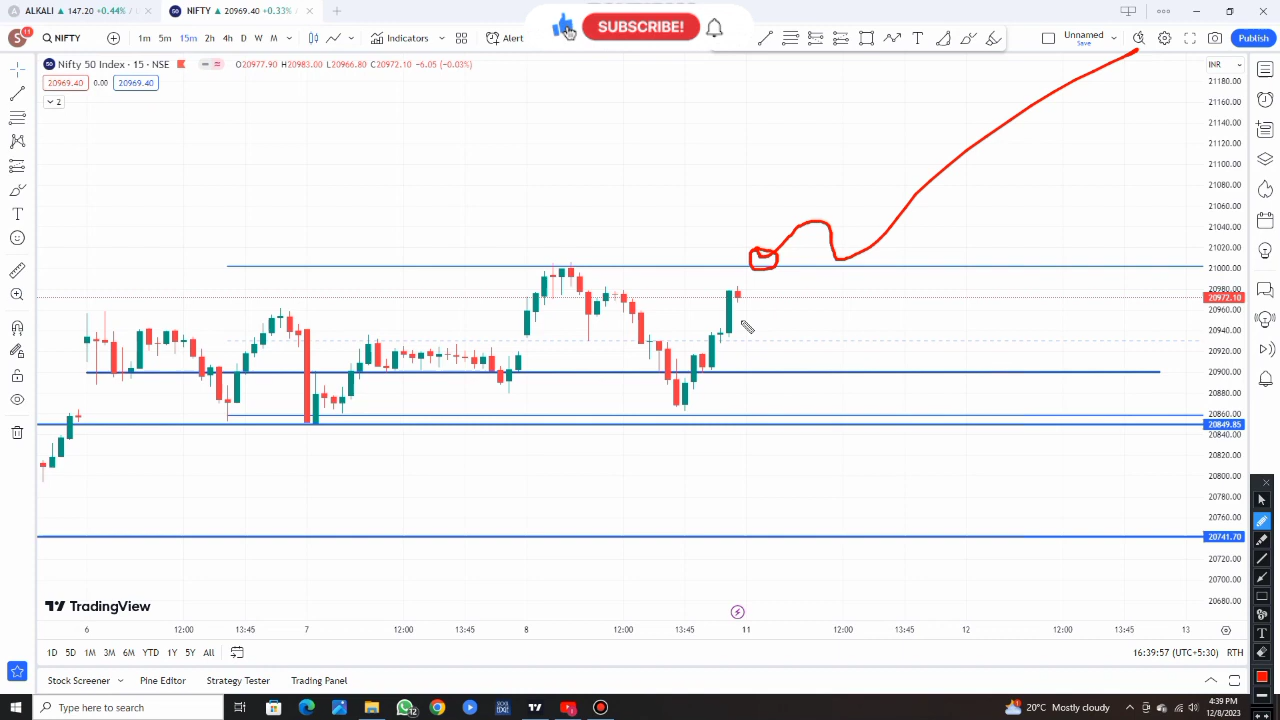 ALKALI ▲ 147.20 +0.44%
NIFTY ▲ 20969.40 +0.33%
SUBSCRIBE!
S 11 NIFTY 1m 5m 15m 2h 4h D W M Indicators Alert Unnamed Save Publish
50 Nifty 50 Index · 15 · NSE O20977.90 H20983.00 L20966.80 C20972.10 −5.95 (−0.03%) INR
20969.40 0.00 20969.40
2
21180.00
21160.00
21140.00
21120.00
21100.00
21080.00
21060.00
21040.00
21020.00
21000.00
20980.00
20972.10
20960.00
20940.00
20920.00
20900.00
20880.00
20860.00
20849.85
20840.00
20820.00
20800.00
20780.00
20760.00
20741.70
20720.00
20700.00
20680.00
TradingView
6 12:00 13:45 7 12:00 13:45 8 12:00 13:45 11 12:00 13:45 12 12:00 13:45 13
1D 5D 1M 3M 6M YTD 1Y 5Y All 16:39:57 (UTC+5:30) RTH
Stock Screener Pine Editor Strategy Tester Trading Panel
Type here to search 20°C Mostly cloudy 4:39 PM
12/8/2023